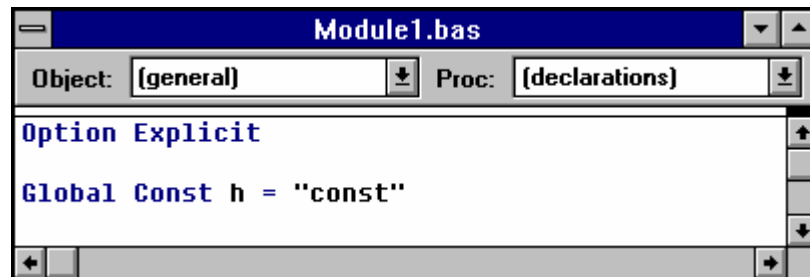 Module1.bas
Object: (general) Proc: (declarations)
Option Explicit
Global Const h = "const"